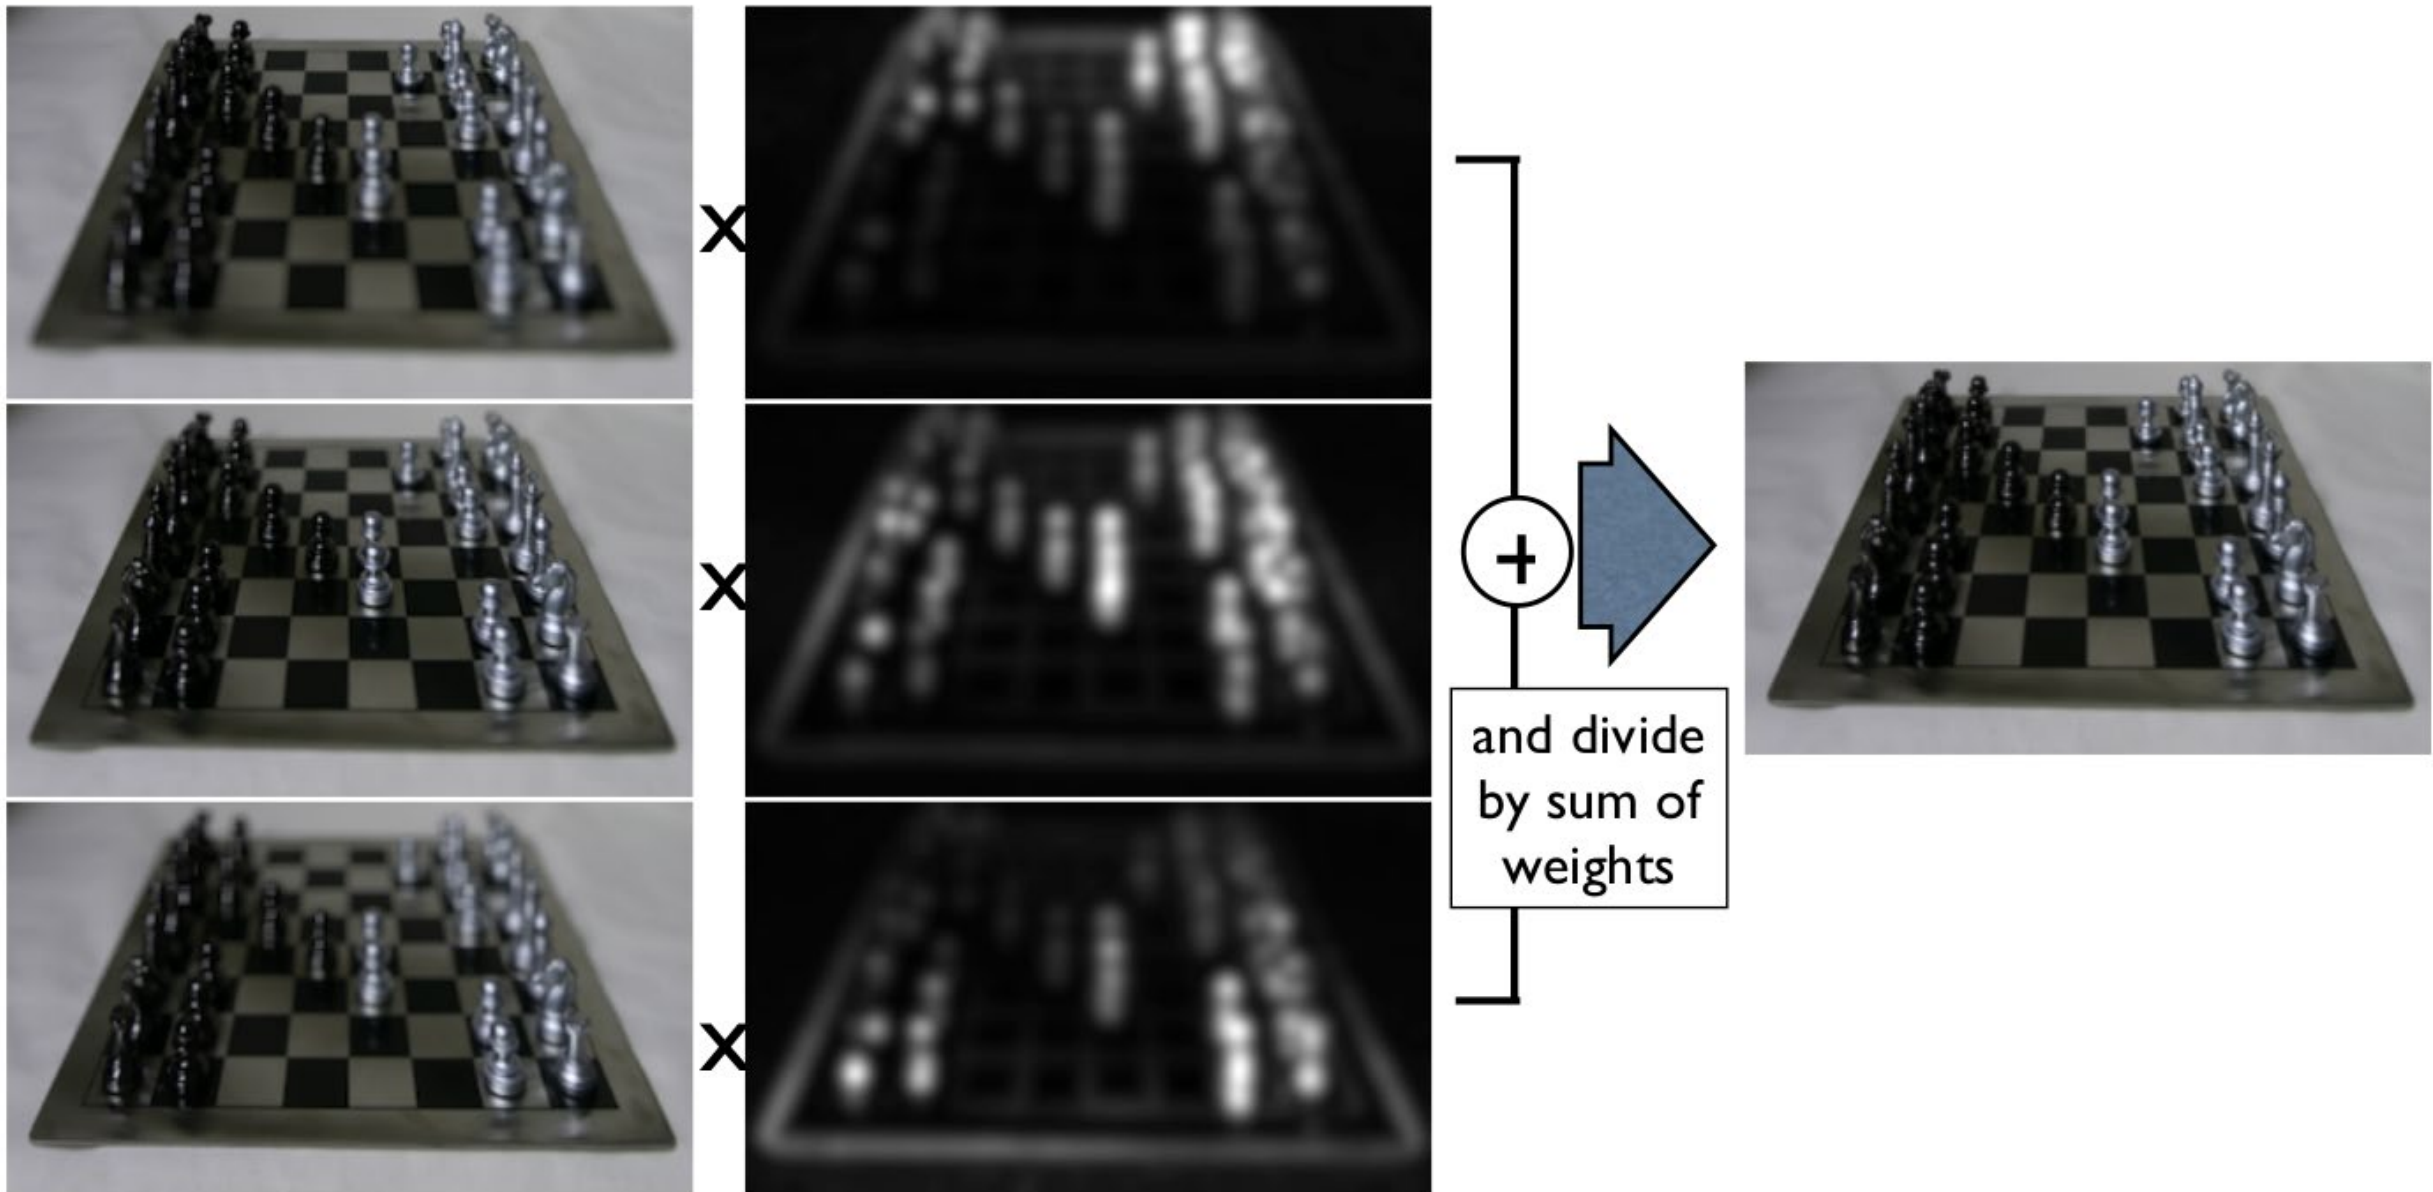 x
x
x
+
and divide
by sum of
weights